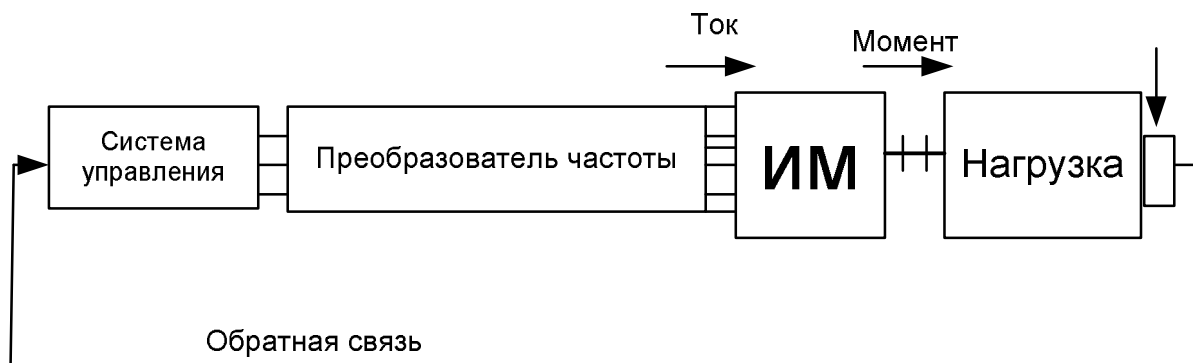 Ток
Момент
Система
управления
Преобразователь частоты
ИМ
Нагрузка
Обратная связь